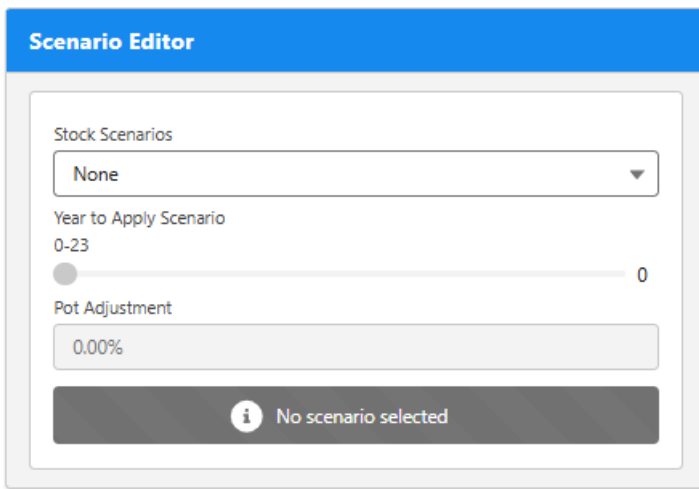 Scenario Editor
Stock Scenarios
None
Year to Apply Scenario
0-23
0
Pot Adjustment
0.00%
No scenario selected